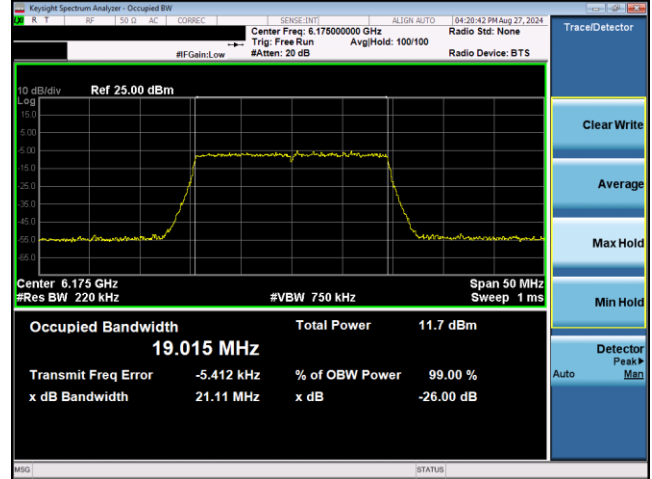 Keysight Spectrum Analyzer - Occupied BW
R T RF 50 Ω AC CORREC SENSE:INT ALIGN AUTO 04:20:42 PM Aug 27, 2024
Center Freq: 6.175000000 GHz Radio Std: None
Trig: Free Run Avg|Hold: 100/100
#IFGain:Low #Atten: 20 dB Radio Device: BTS
Trace/Detector
10 dB/div Ref 25.00 dBm
Log
15.0
5.00
-5.00
-15.0
-25.0
-35.0
-45.0
-55.0
-65.0
Center 6.175 GHz Span 50 MHz
#Res BW 220 kHz #VBW 750 kHz Sweep 1 ms
Occupied Bandwidth Total Power 11.7 dBm
19.015 MHz
Transmit Freq Error -5.412 kHz % of OBW Power 99.00 %
x dB Bandwidth 21.11 MHz x dB -26.00 dB
Clear Write
Average
Max Hold
Min Hold
Detector
Peak▶
Auto Man
MSG STATUS